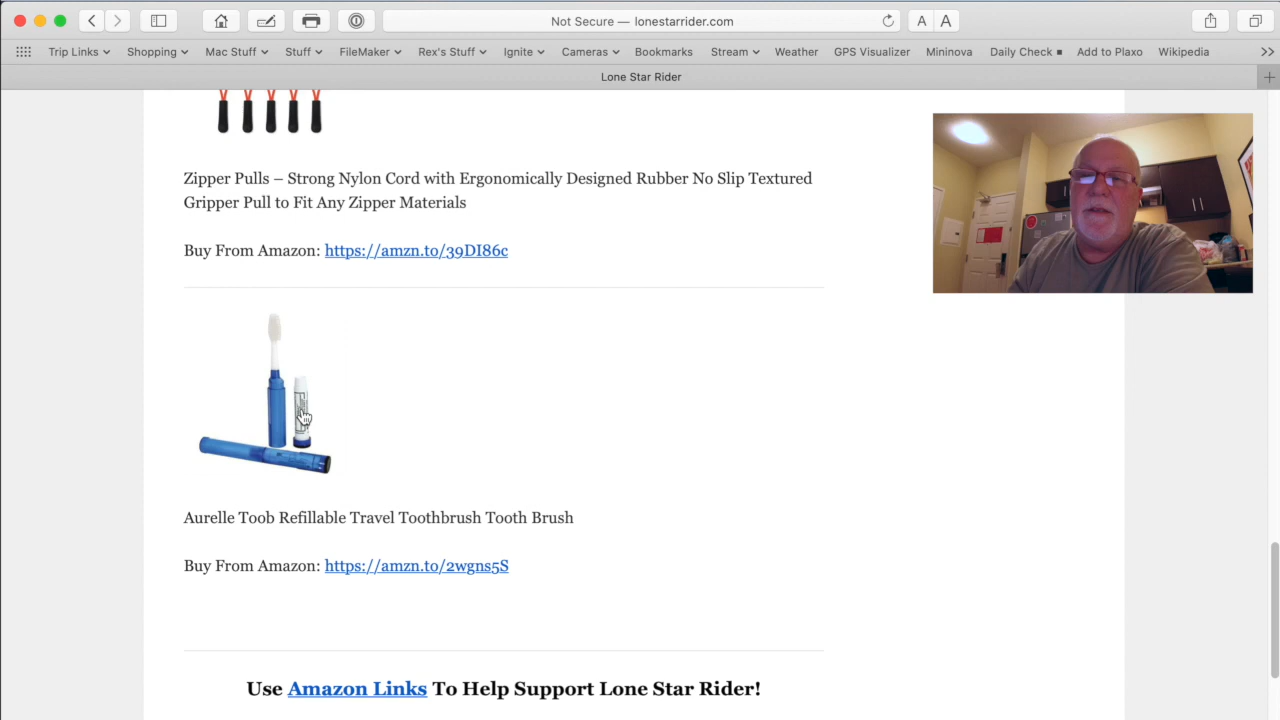 Not Secure — lonestarrider.com
A A
Trip Links Shopping Mac Stuff Stuff FileMaker Rex's Stuff Ignite Cameras Bookmarks Stream Weather GPS Visualizer Mininova Daily Check Add to Plaxo Wikipedia
Lone Star Rider
Zipper Pulls – Strong Nylon Cord with Ergonomically Designed Rubber No Slip Textured
Gripper Pull to Fit Any Zipper Materials
Buy From Amazon: https://amzn.to/39DI86c
Aurelle Toob Refillable Travel Toothbrush Tooth Brush
Buy From Amazon: https://amzn.to/2wgns5S
Use Amazon Links To Help Support Lone Star Rider!